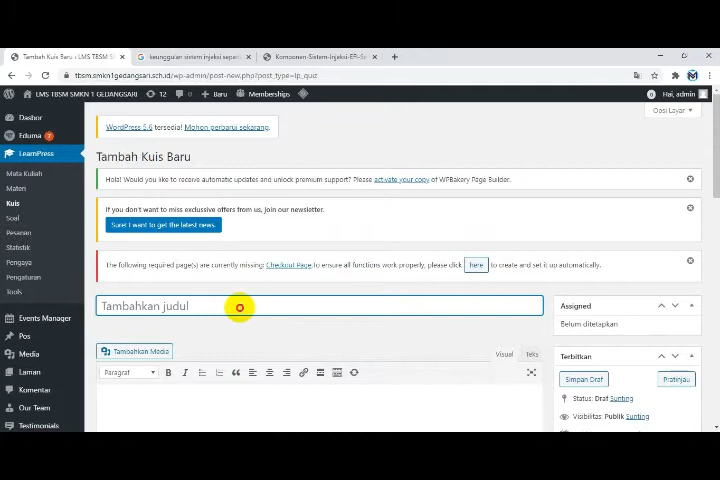 Tambah Kuis Baru ‹ LMS TBSM
keunggulan sistem injeksi sepeda
Komponen-Sistem-Injeksi-EFI-Se
tbsm.smkn1gedangsari.sch.id/wp-admin/post-new.php?post_type=lp_quiz
LMS TBSM SMKN 1 GEDANGSARI 12 0 Baru Memberships
6 Hai, admin
Opsi Layar
Dasbor
Eduma 7
LearnPress
Mata Kuliah
Materi
Kuis
Soal
Pesanan
Statistik
Pengaya
Pengaturan
Tools
Events Manager
Pos
Media
Laman
Komentar
Our Team
Testimonials
WordPress 5.6 tersedia! Mohon perbarui sekarang.
Tambah Kuis Baru
Hola! Would you like to receive automatic updates and unlock premium support? Please activate your copy of WPBakery Page Builder.
If you don't want to miss exclusive offers from us, join our newsletter.
Sure! I want to get the latest news.
The following required page(s) are currently missing: Checkout Page.To ensure all functions work properly, please click here to create and set it up automatically.
Tambahkan judul
Tambahkan Media
Visual Teks
Paragraf
B I
Assigned
Belum ditetapkan
Terbitkan
Simpan Draf
Pratinjau
Status: Draf Sunting
Visibilitas: Publik Sunting